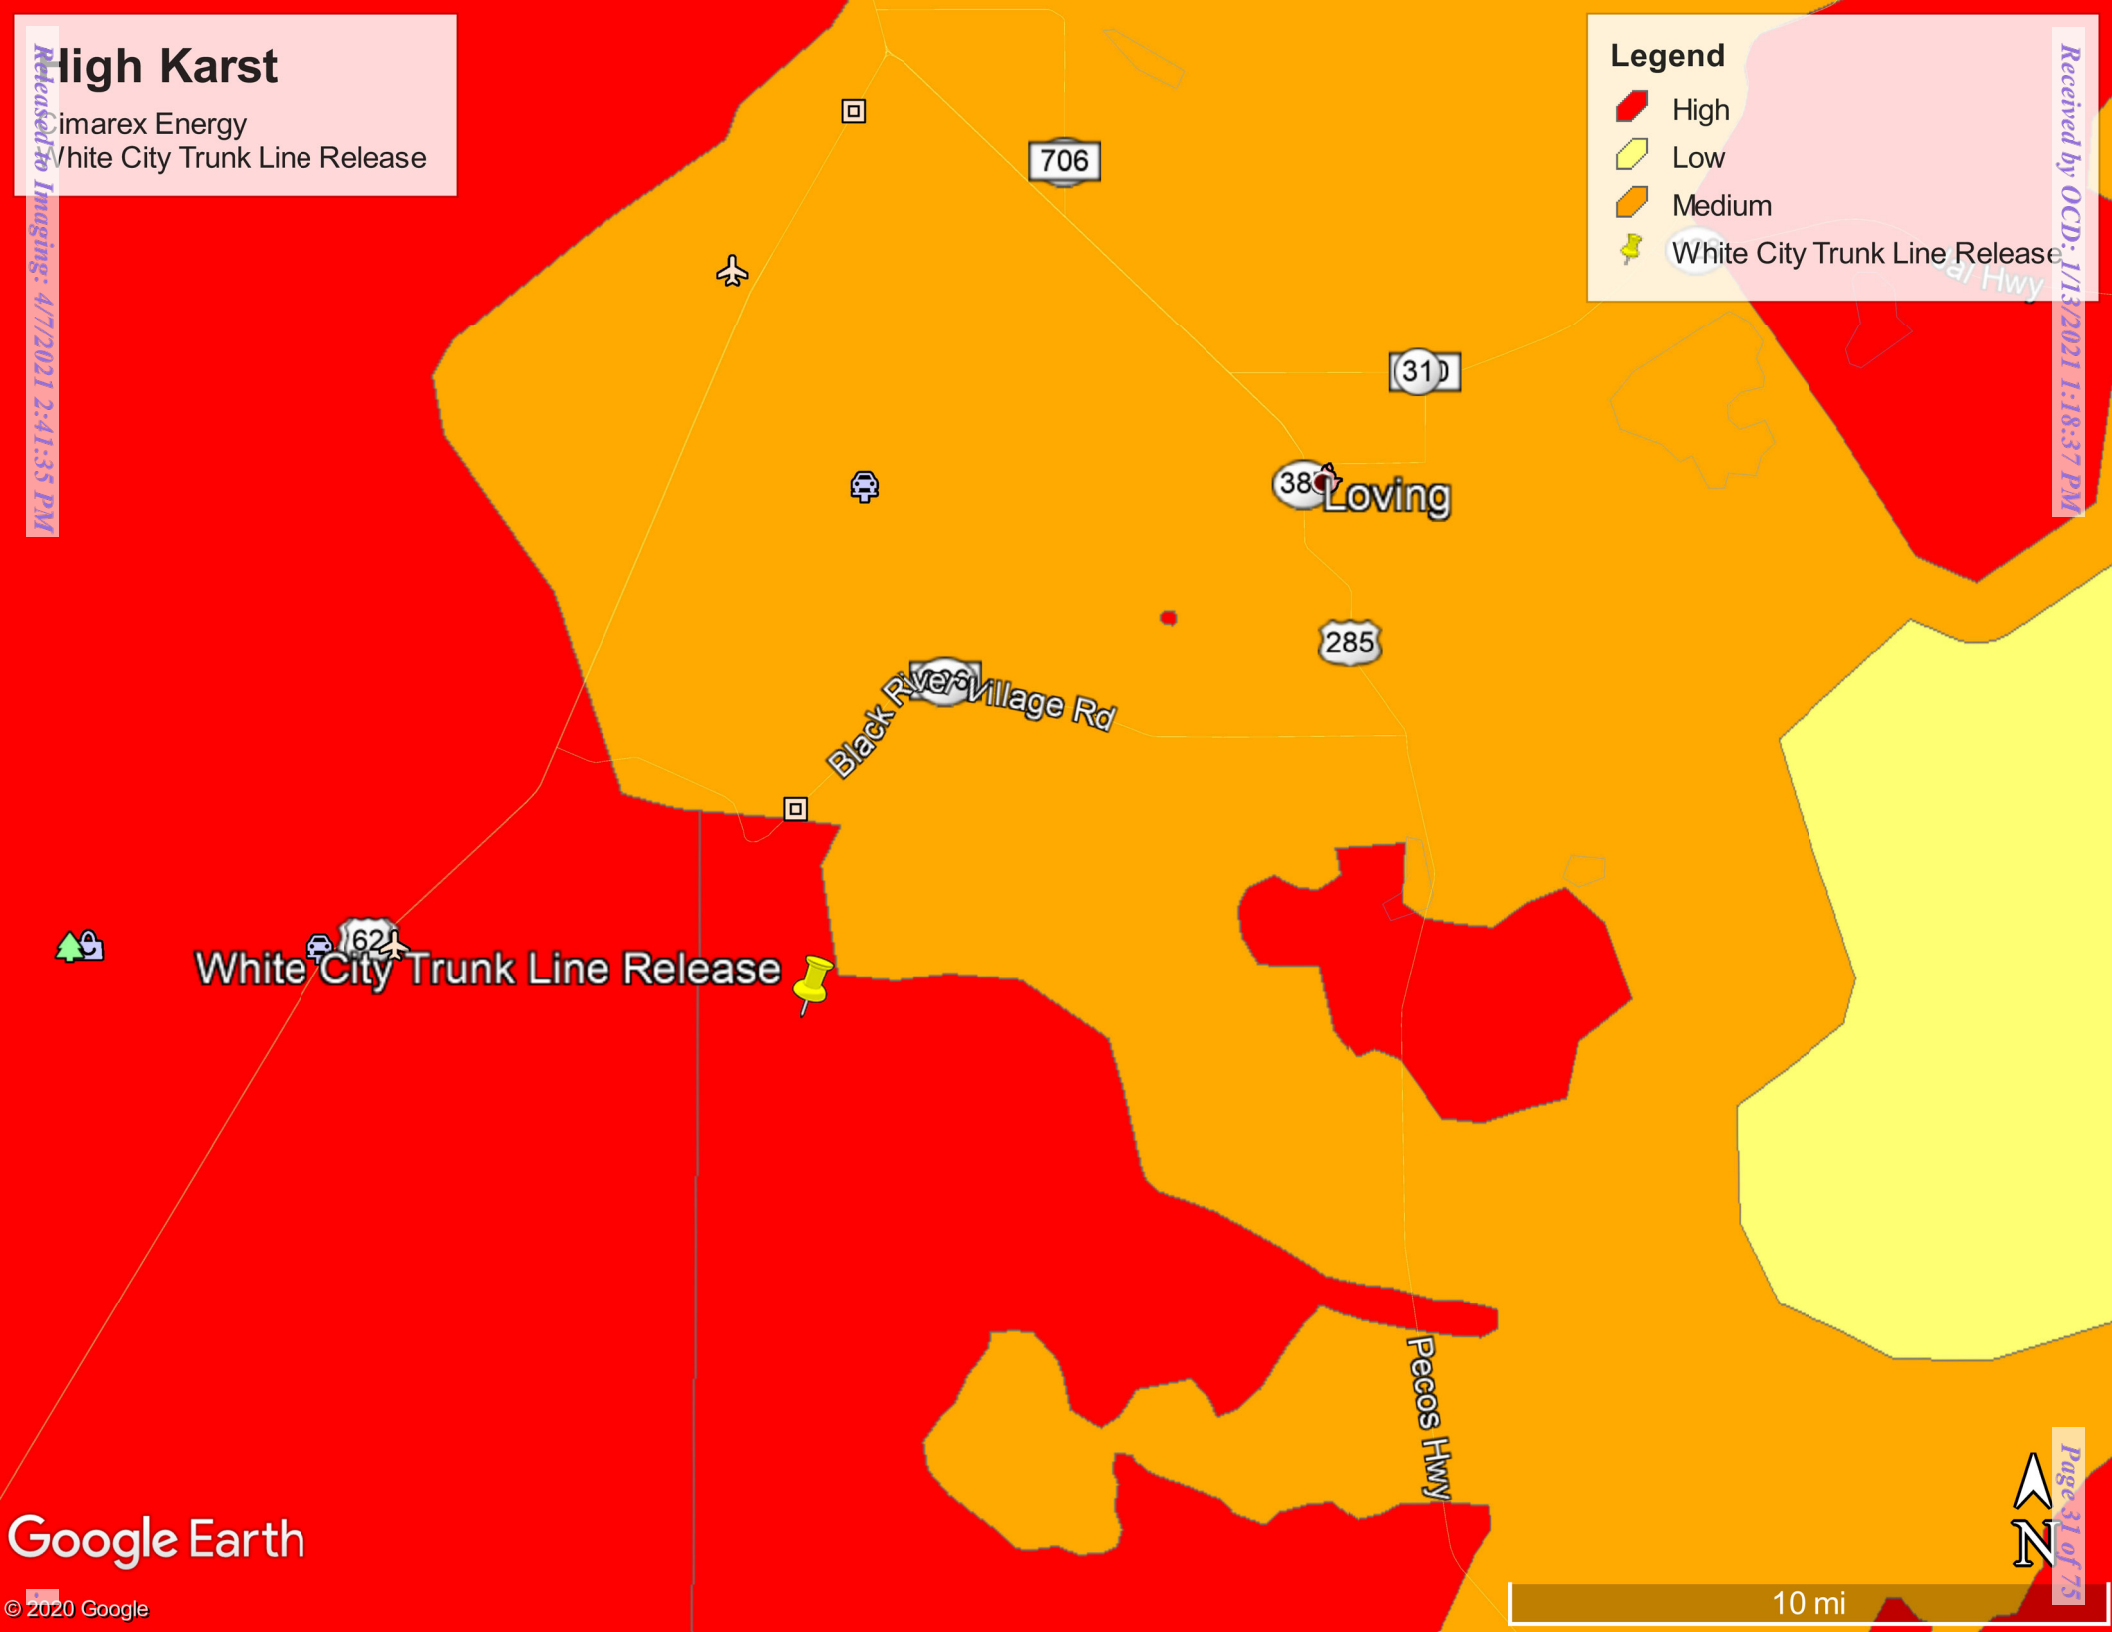 High Karst
Cimarex Energy
White City Trunk Line Release
Released to Imaging: 4/7/2021 2:41:35 PM
Legend
High
Low
Medium
White City Trunk Line Release
Jal Hwy
Received by OCD: 1/13/2021 1:18:37 PM
706
31
Loving
285
Black River Village Rd
62
White City Trunk Line Release
Pecos Hwy
Google Earth
© 2020 Google
N
10 mi
Page 31 of 75